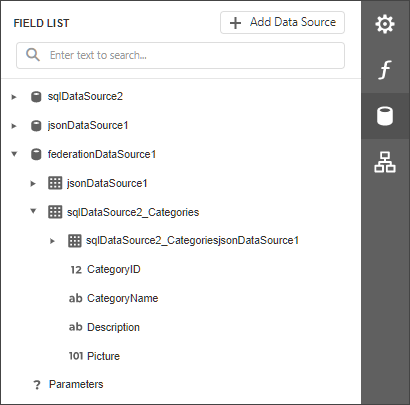 FIELD LIST
+ Add Data Source
Enter text to search...
sqlDataSource2
jsonDataSource1
federationDataSource1
jsonDataSource1
sqlDataSource2_Categories
sqlDataSource2_CategoriesjsonDataSource1
12 CategoryID
ab CategoryName
ab Description
101 Picture
? Parameters